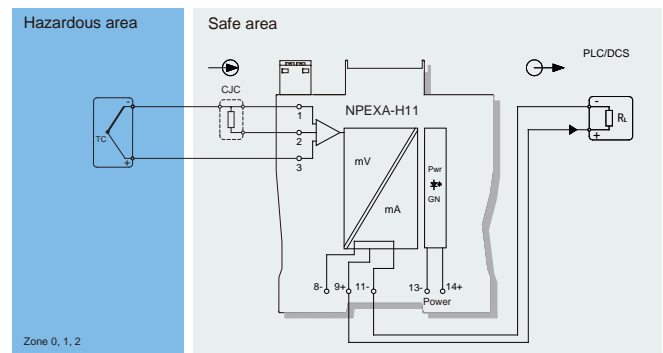 Hazardous area
Safe area
PLC/DCS
CJC
NPEXA-H11
-
1
-
RL
TC
2
+
+
3
mV
Pwr
GN
mA
8-
9+
11-
13-
14+
Power
Zone 0, 1, 2